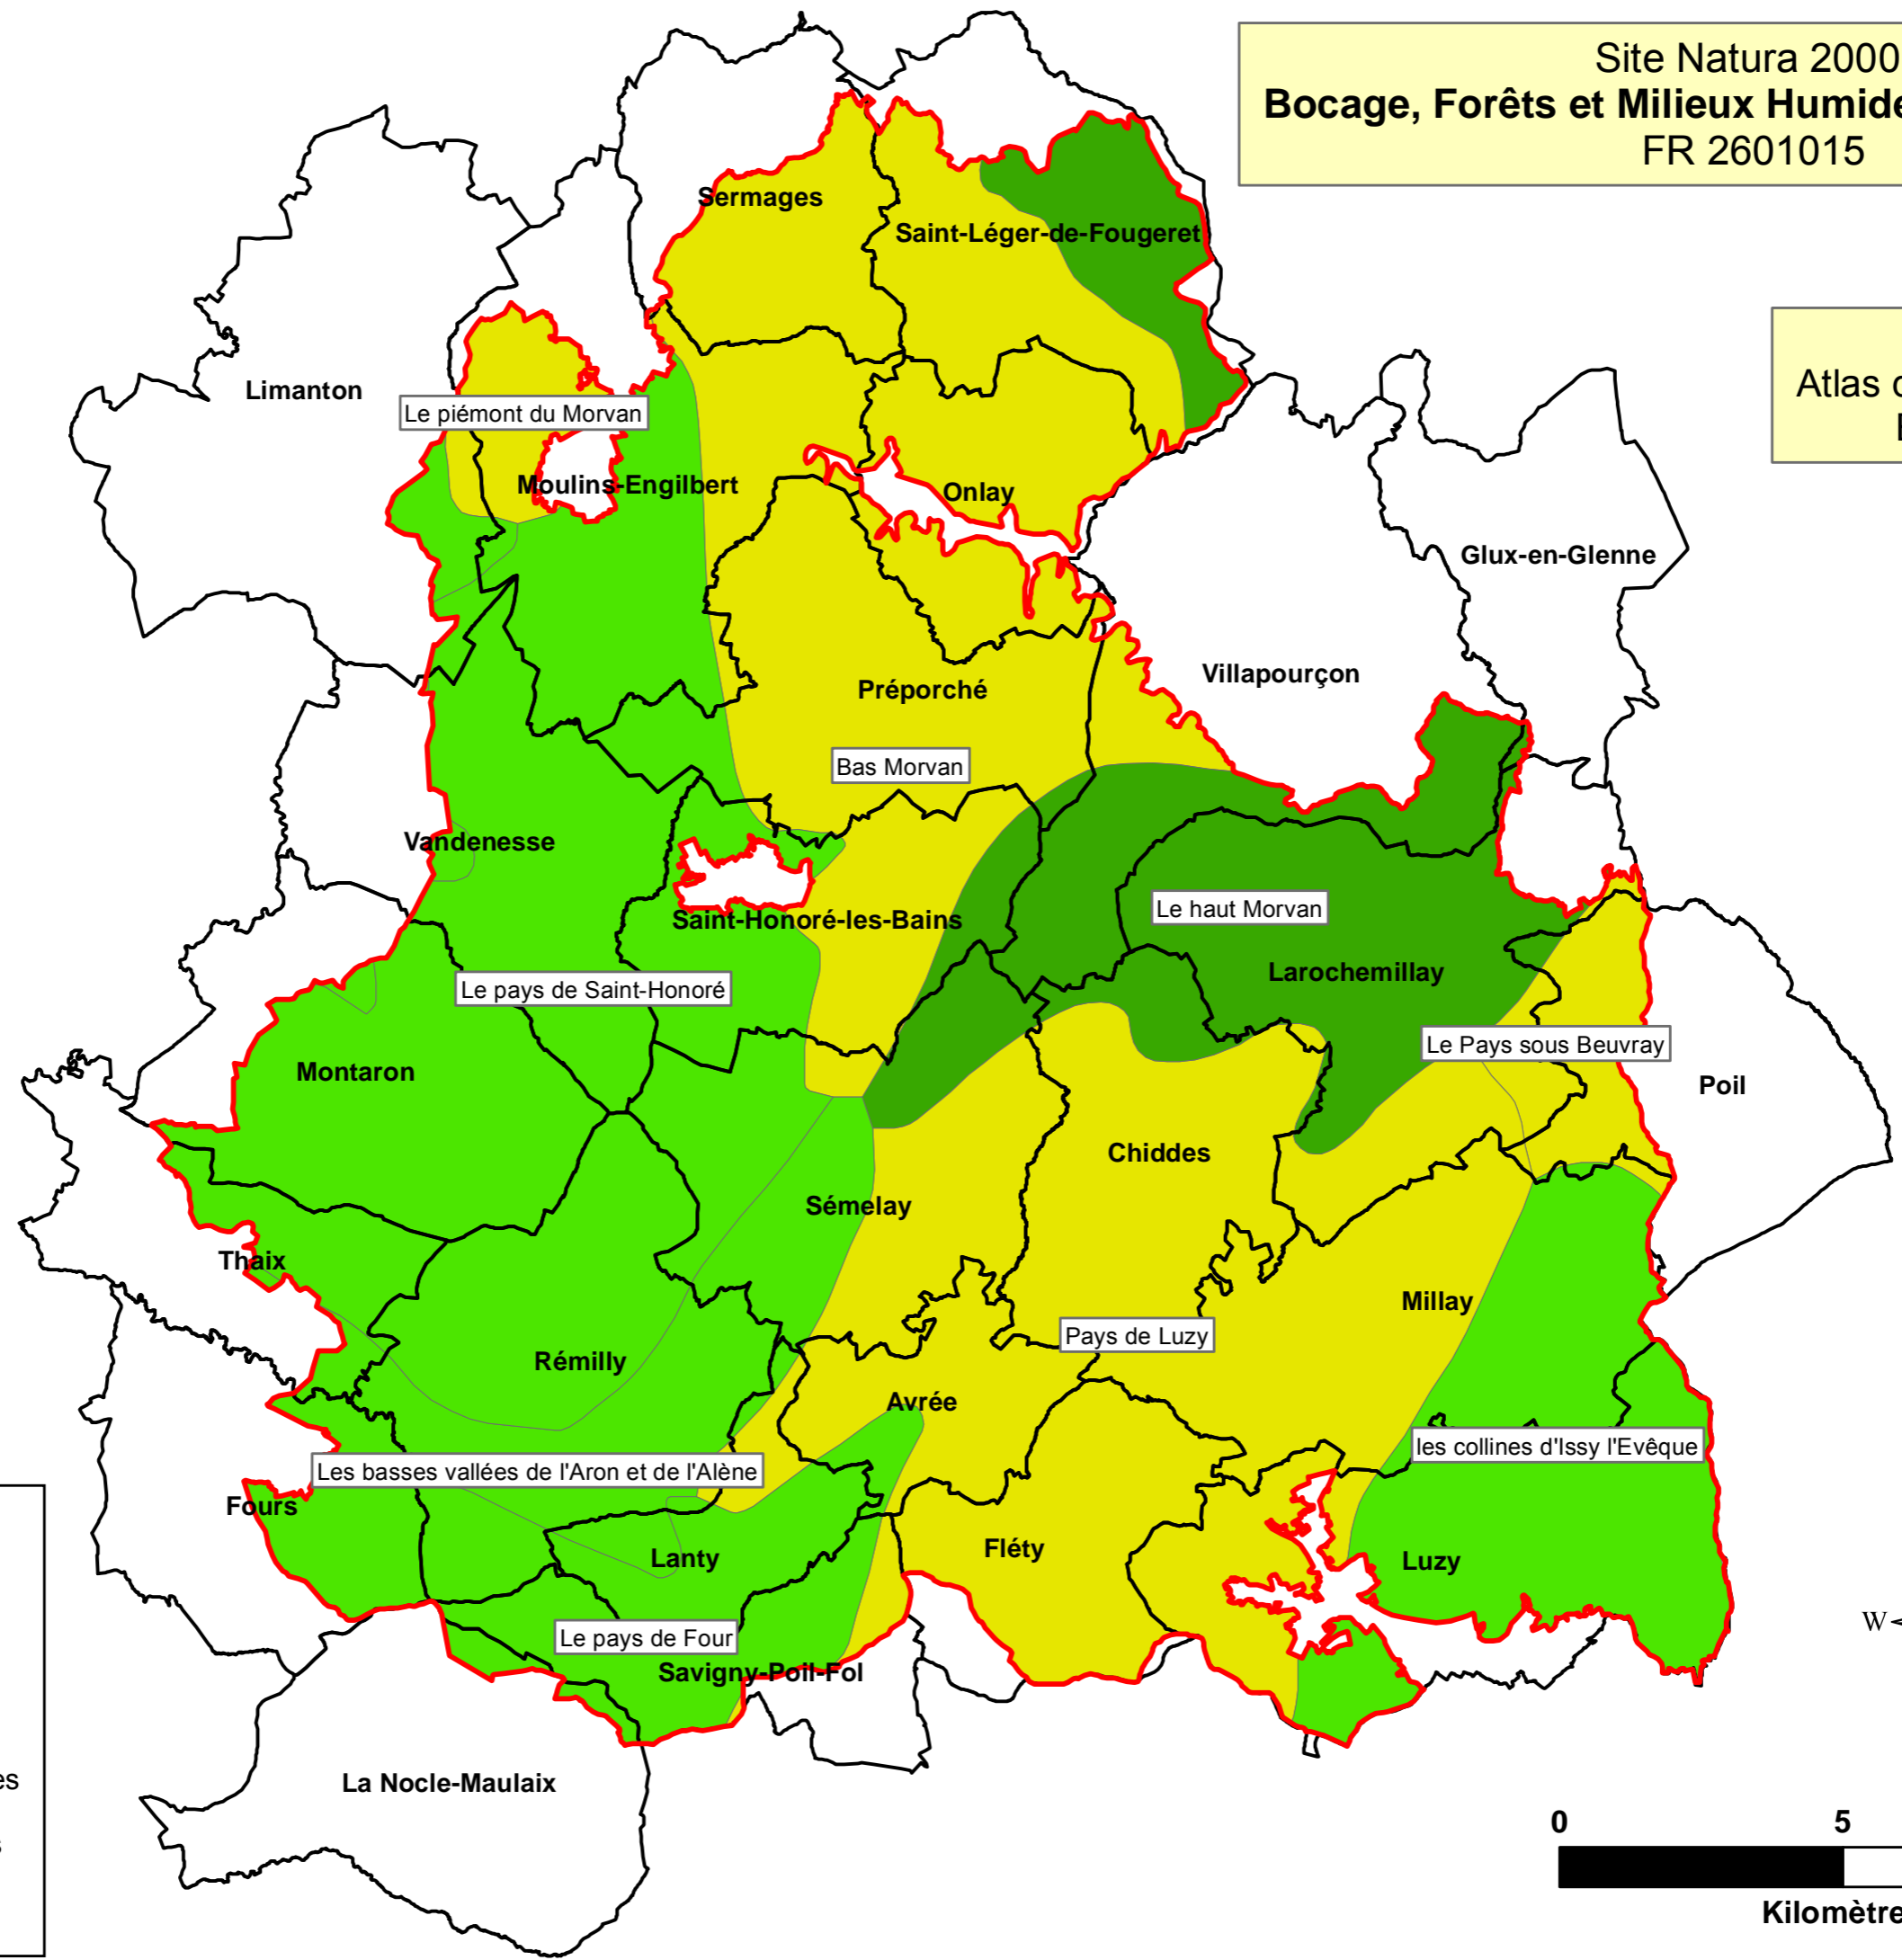 Site Natura 2000
Bocage, Forêts et Milieux Humide
FR 2601015
Sermages
Saint-Léger-de-Fougeret
Atlas
Limanton
Le piémont du Morvan
Moulins-Engilbert
Onlay
Glux-en-Glenne
Villapourçon
Préporché
Bas Morvan
Vandenesse
Le haut Morvan
Saint-Honoré-les-Bains
Larochemillay
Le pays de Saint-Honoré
Le Pays sous Beuvray
Montaron
Poil
Chiddes
Sémelay
Thaix
Millay
Pays de Luzy
Rémilly
Avrée
les collines d'Issy l'Evêque
Les basses vallées de l'Aron et de l'Alène
Fours
Fléty
Lanty
Luzy
W
Le pays de Four
Savigny-Poil-Fol
La Nocle-Maulaix
es
s
0 5
Kilomètre